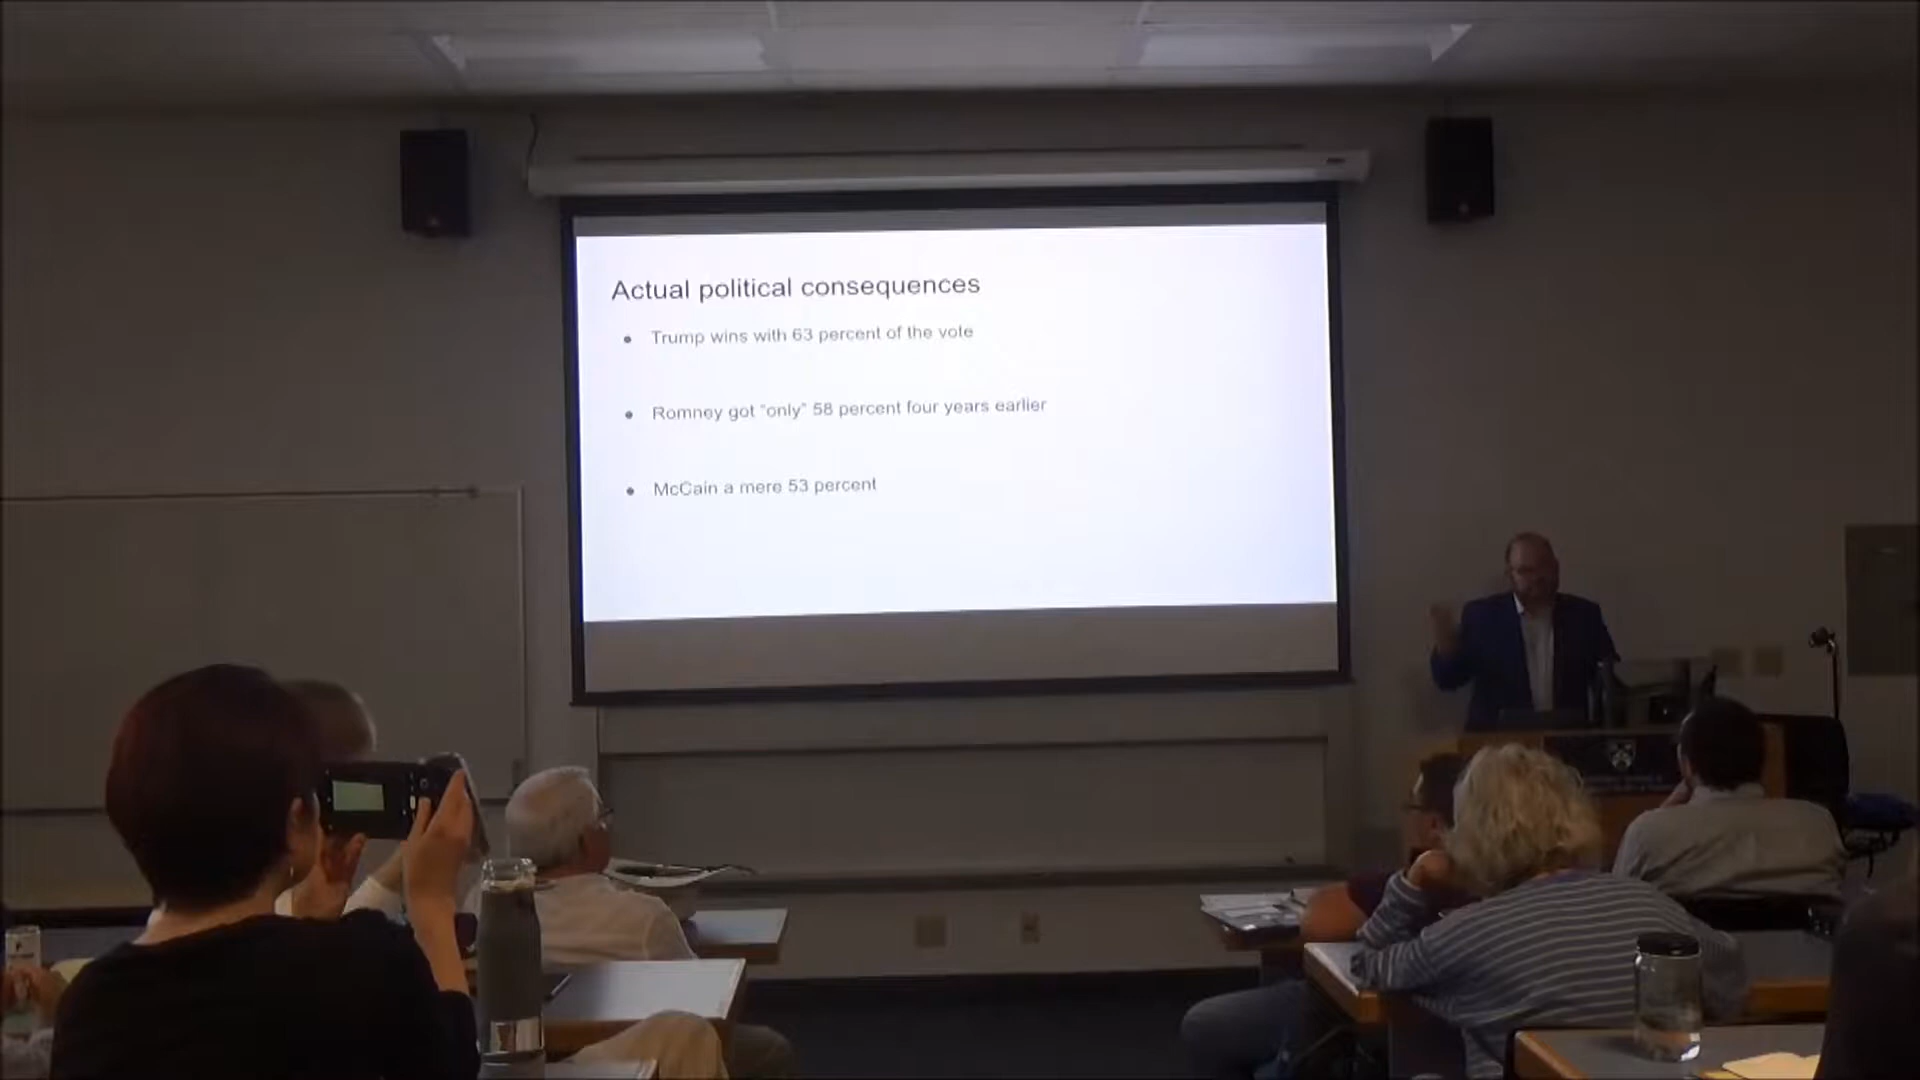 Actual political consequences
● Trump wins with 63 percent of the vote
● Romney got “only” 58 percent four years earlier
● McCain a mere 53 percent